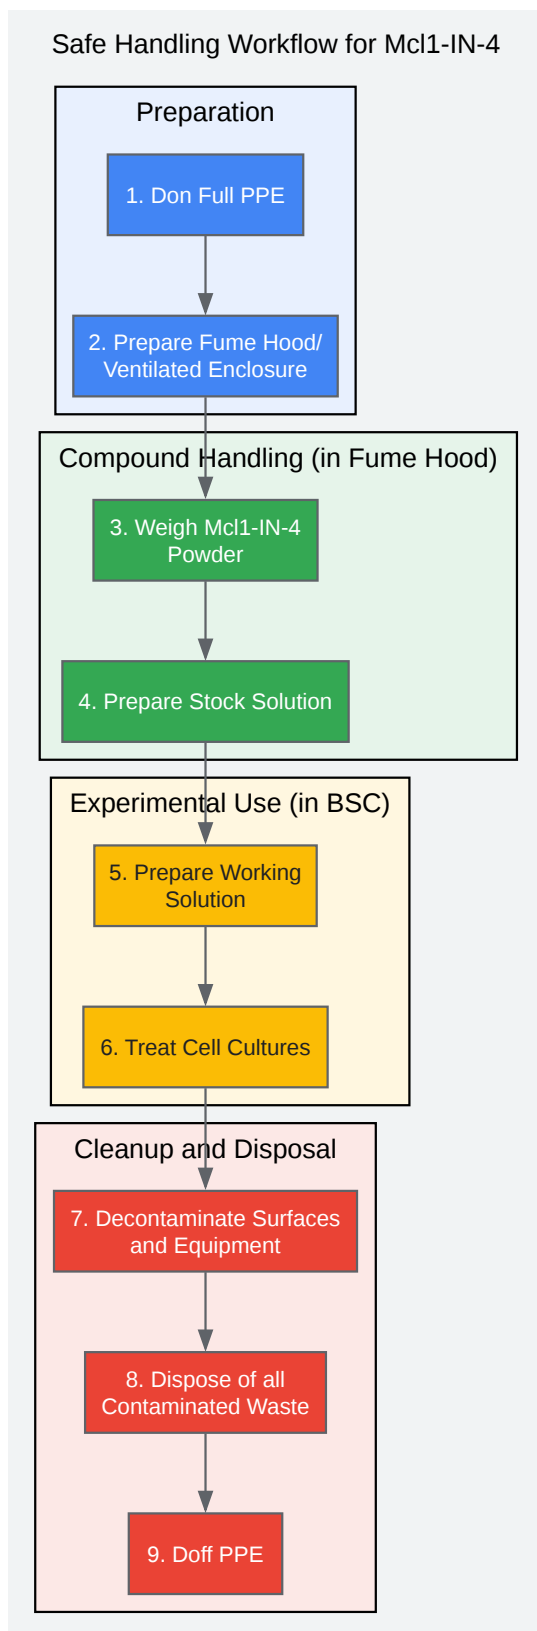 Safe Handling Workflow for Mcl1-IN-4
Preparation
1. Don Full PPE
2. Prepare Fume Hood/
Ventilated Enclosure
Compound Handling (in Fume Hood)
3. Weigh Mcl1-IN-4
Powder
4. Prepare Stock Solution
Experimental Use (in BSC)
5. Prepare Working
Solution
6. Treat Cell Cultures
Cleanup and Disposal
7. Decontaminate Surfaces
and Equipment
8. Dispose of all
Contaminated Waste
9. Doff PPE